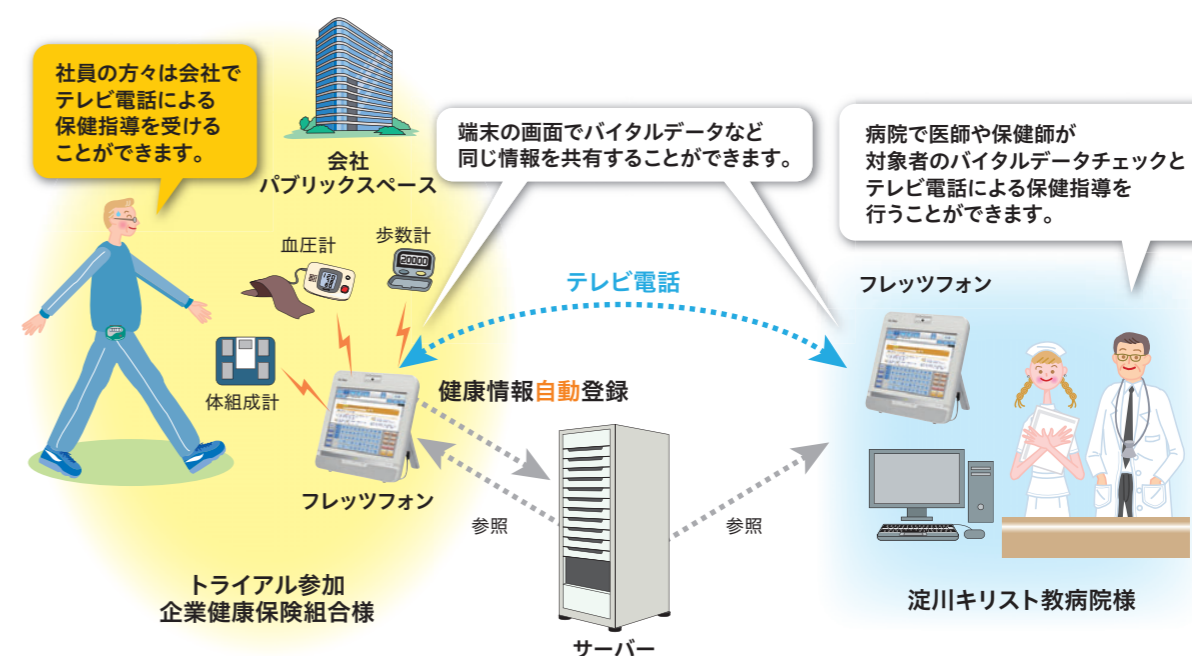 社員の方々は会社で
テレビ電話による
保健指導を受ける
ことができます。
会社
パブリックスペース
端末の画面でバイタルデータなど
同じ情報を共有することができます。
病院で医師や保健師が
対象者のバイタルデータチェックと
テレビ電話による保健指導を
行うことができます。
血圧計
歩数計
20000
体組成計
テレビ電話
フレッツフォン
健康情報自動登録
フレッツフォン
参照
参照
トライアル参加
企業健康保険組合様
サーバー
淀川キリスト教病院様